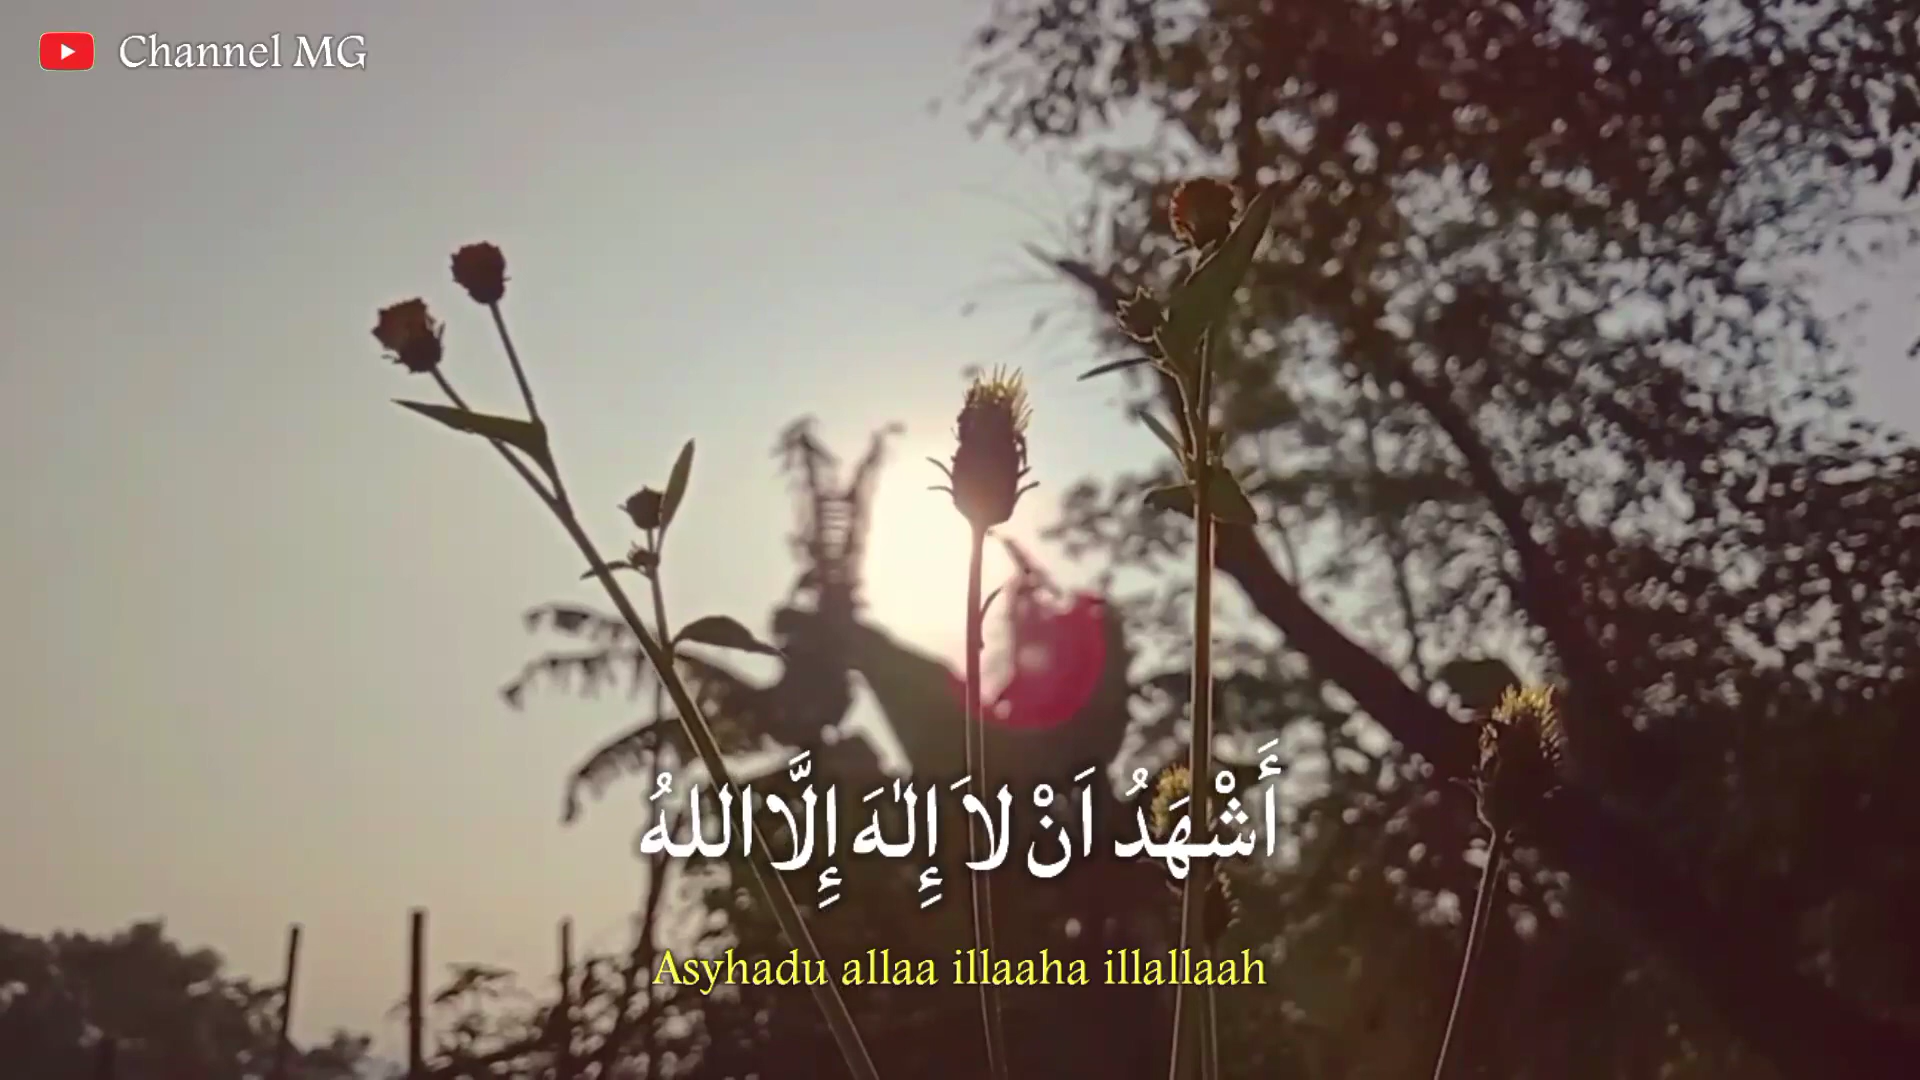 Channel MG
أَشْهَدُ اَنْ لاَ إِلٰهَ إِلَّا اللهُ
Asyhadu allaa illaaha illallaah